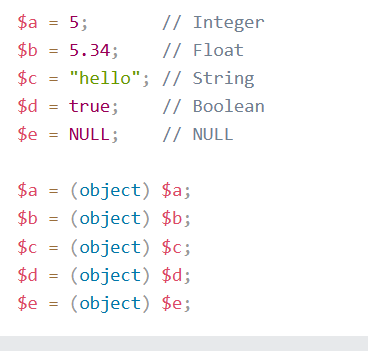 $a = 5;       // Integer
$b = 5.34;    // Float
$c = "hello"; // String
$d = true;    // Boolean
$e = NULL;    // NULL

$a = (object) $a;
$b = (object) $b;
$c = (object) $c;
$d = (object) $d;
$e = (object) $e;